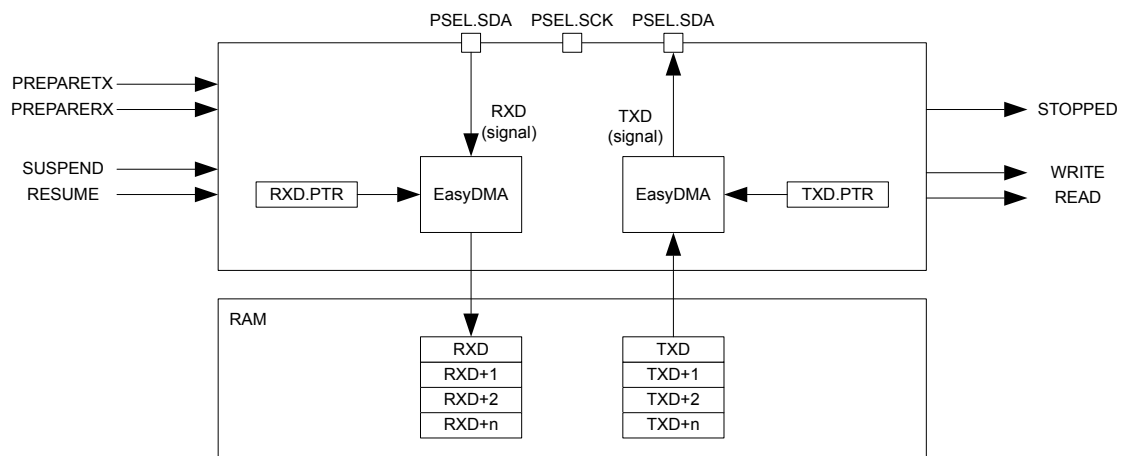 PSEL.SDA PSEL.SCK PSEL.SDA
PREPARETX
PREPARERX
SUSPEND
RESUME
RXD
(signal)
TXD
(signal)
RXD.PTR
EasyDMA
EasyDMA
TXD.PTR
STOPPED
WRITE
READ
RAM
RXD
RXD+1
RXD+2
RXD+n
TXD
TXD+1
TXD+2
TXD+n